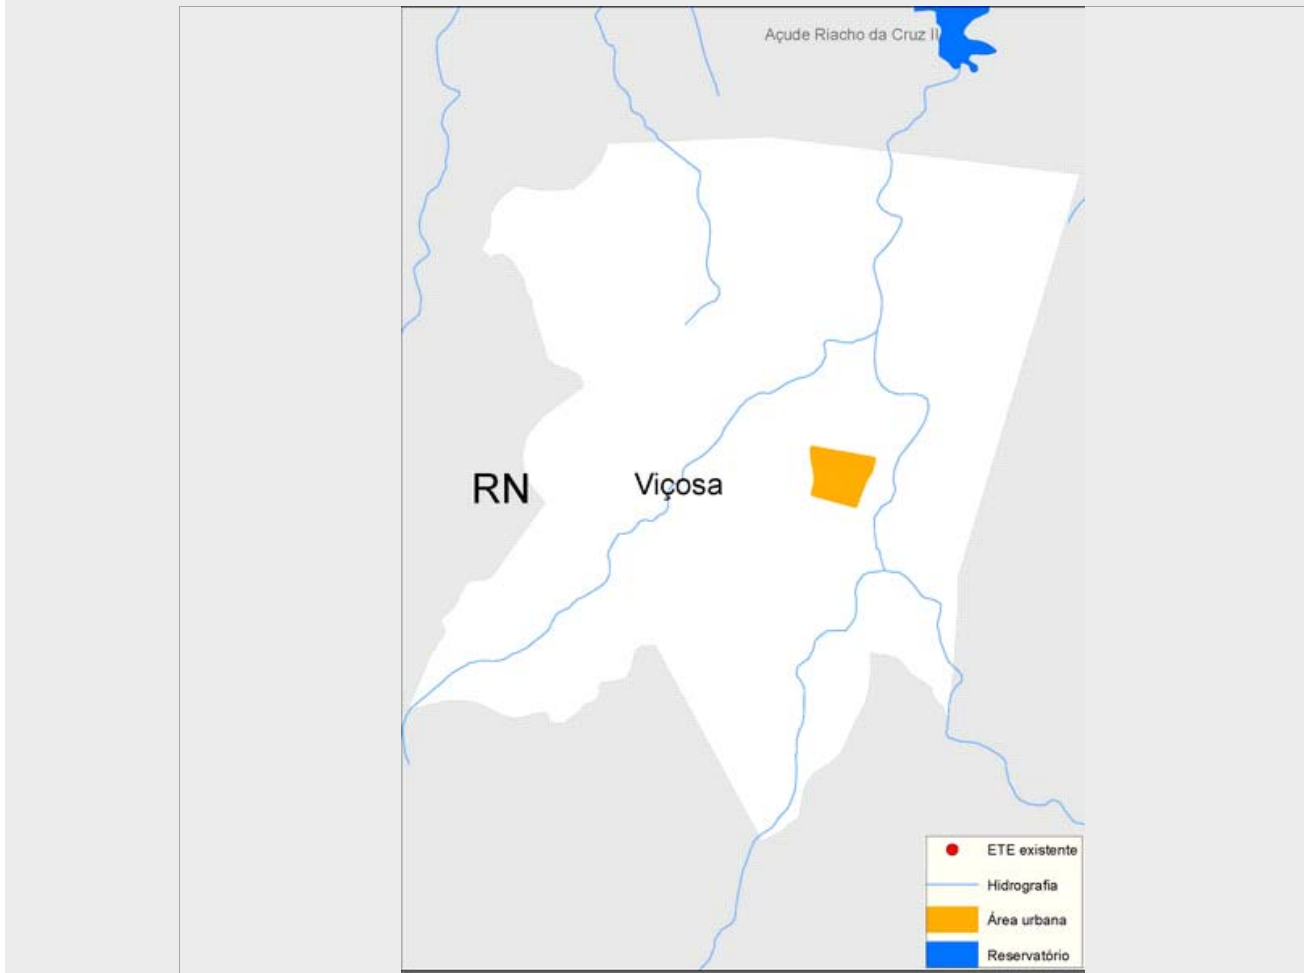 Açude Riacho da Cruz II
RN
Viçosa
ETE existente
Hidrografia
Área urbana
Reservatório